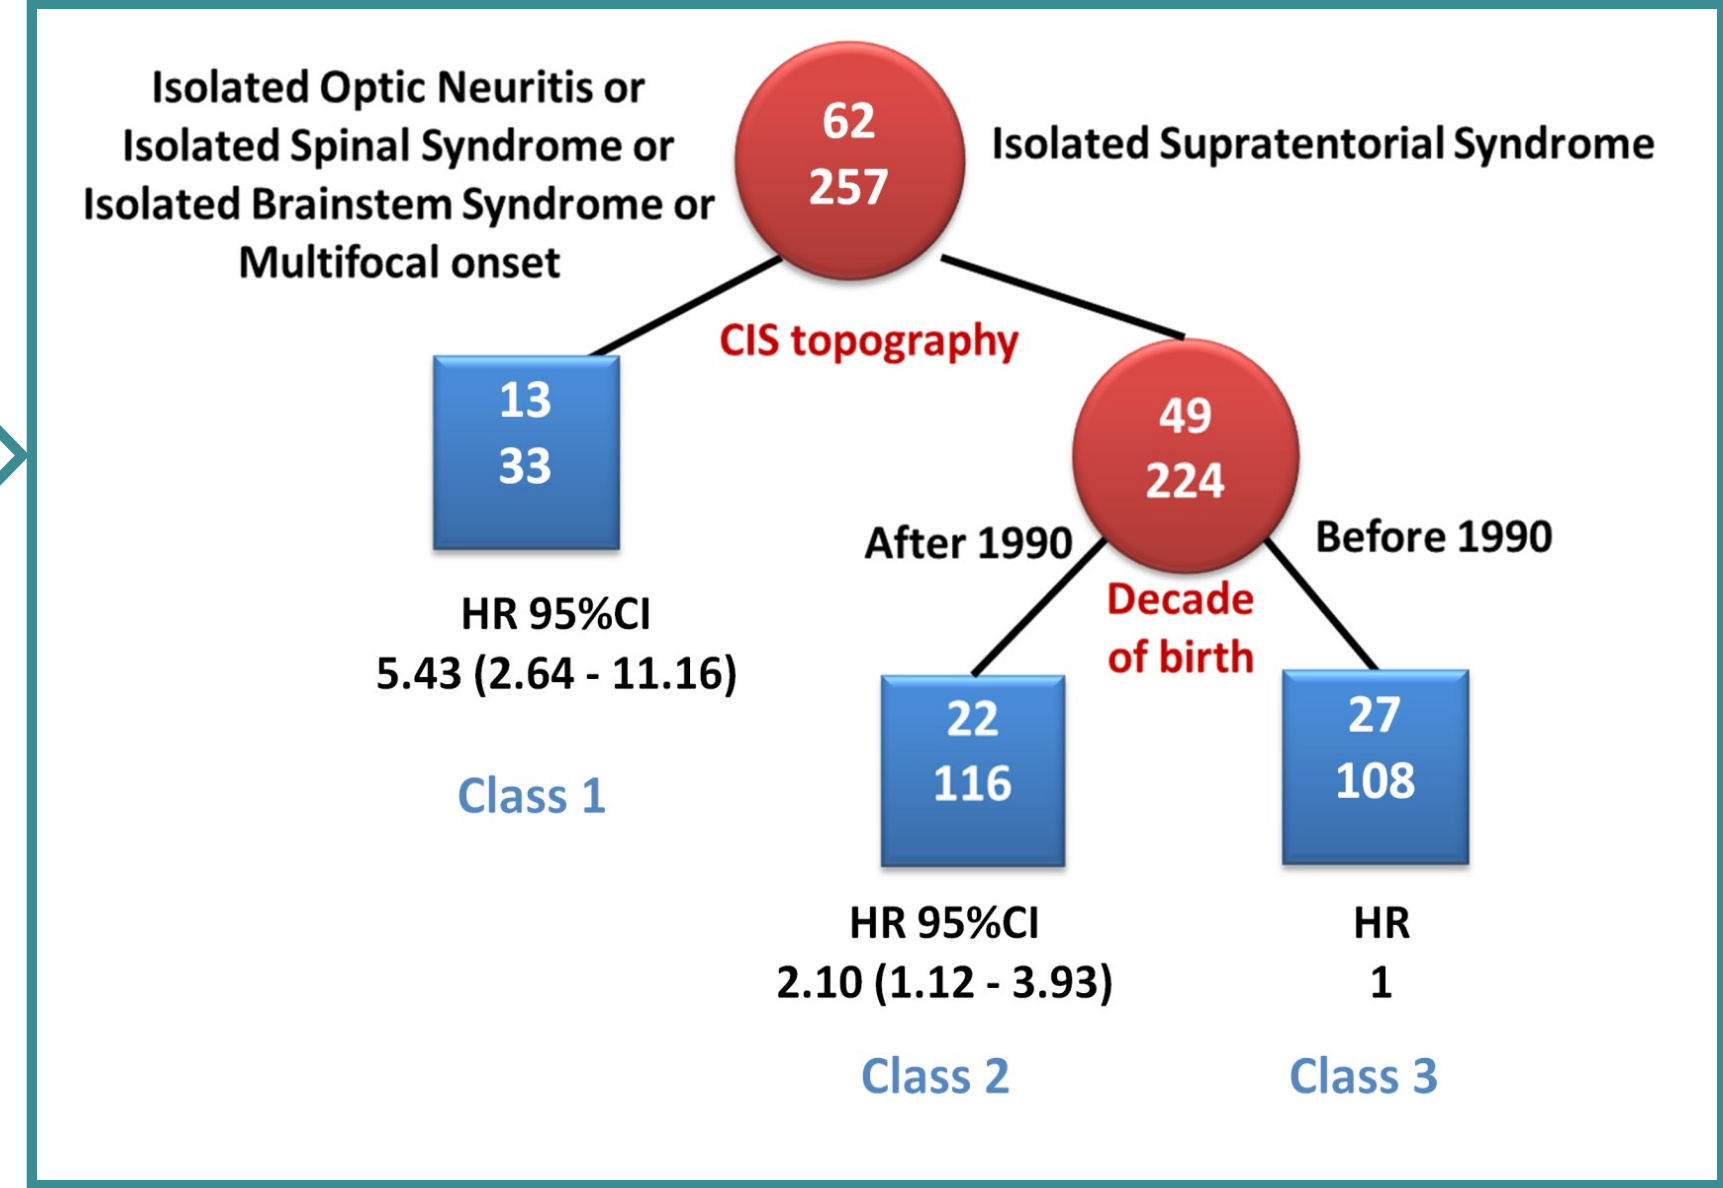 Isolated Optic Neuritis or
Isolated Spinal Syndrome or
Isolated Brainstem Syndrome or
Multifocal onset
62
257
Isolated Supratentorial Syndrome
CIS topography
13
33
HR 95%CI
5.43 (2.64 - 11.16)
Class 1
49
224
After 1990
Before 1990
Decade
of birth
22
116
HR 95%CI
2.10 (1.12 - 3.93)
Class 2
27
108
HR
1
Class 3